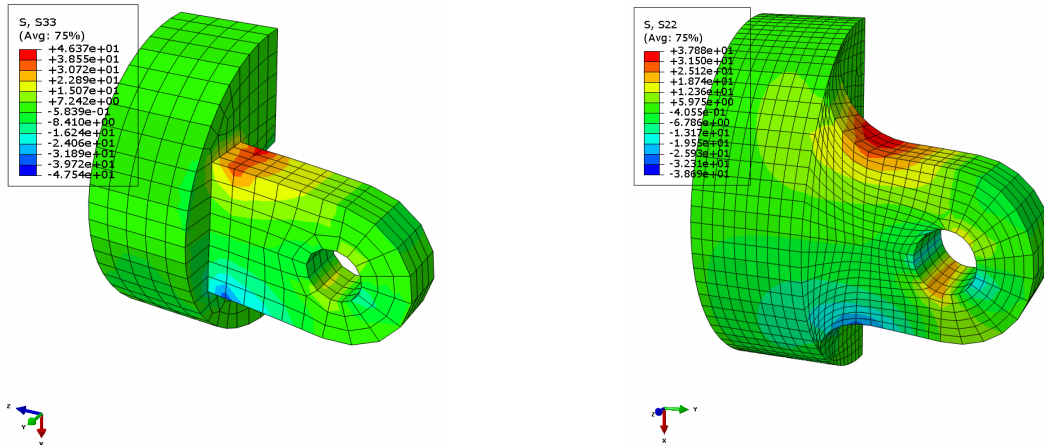 S, S33
(Avg: 75%)
+4.637e+01
+3.855e+01
+3.072e+01
+2.289e+01
+1.507e+01
+7.242e+00
-5.839e-01
-8.410e+00
-1.624e+01
-2.406e+01
-3.189e+01
-3.972e+01
-4.754e+01
Z
Y
X
S, S22
(Avg: 75%)
+3.788e+01
+3.150e+01
+2.512e+01
+1.874e+01
+1.236e+01
+5.975e+00
-4.055e-01
-6.786e+00
-1.317e+01
-1.955e+01
-2.593e+01
-3.231e+01
-3.869e+01
Z
Y
X